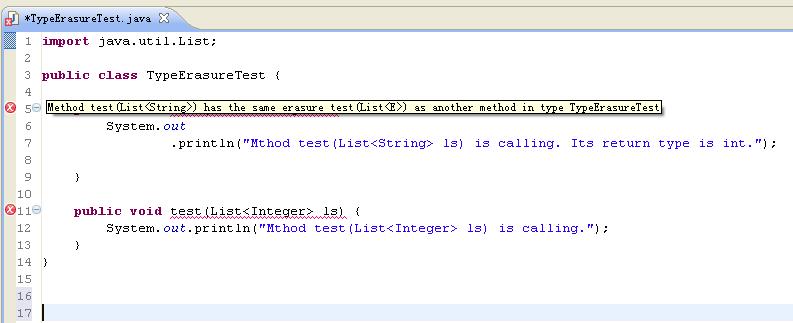 *TypeErasureTest.java
1 import java.util.List;
2
3 public class TypeErasureTest {
4
5 Method test(List<String>) has the same erasure test(List<E>) as another method in type TypeErasureTest
6 System.out
7 .println("Mthod test(List<String> ls) is calling. Its return type is int.");
8
9 }
10
11 public void test(List<Integer> ls) {
12 System.out.println("Mthod test(List<Integer> ls) is calling.");
13 }
14 }
15
16
17